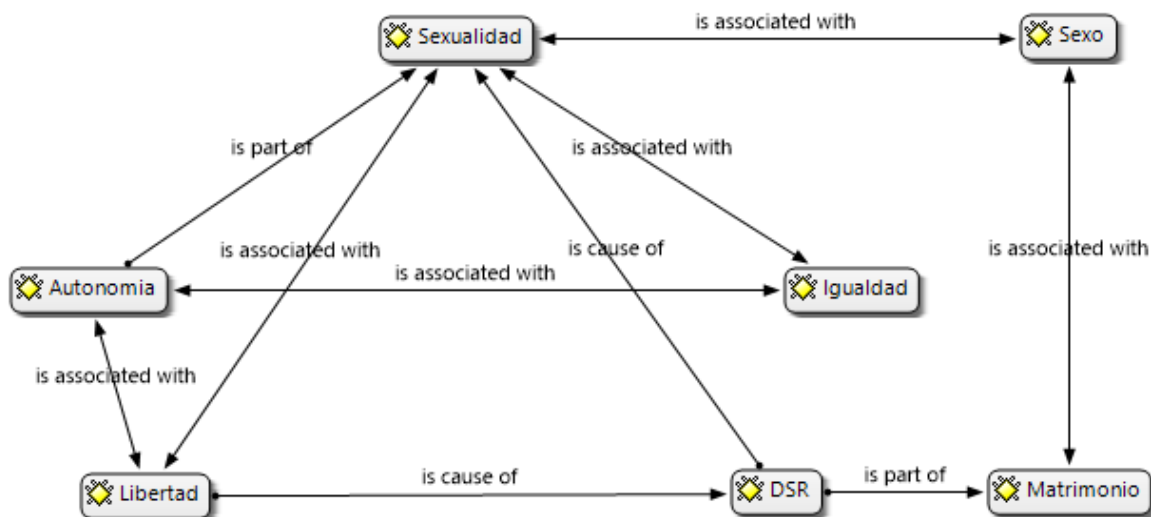 is associated with
Sexualidad
Sexo
is part of
is associated with
is associated with
is cause of
is associated with
is associated with
Autonomia
Igualdad
is associated with
is cause of
is part of
Libertad
DSR
Matrimonio